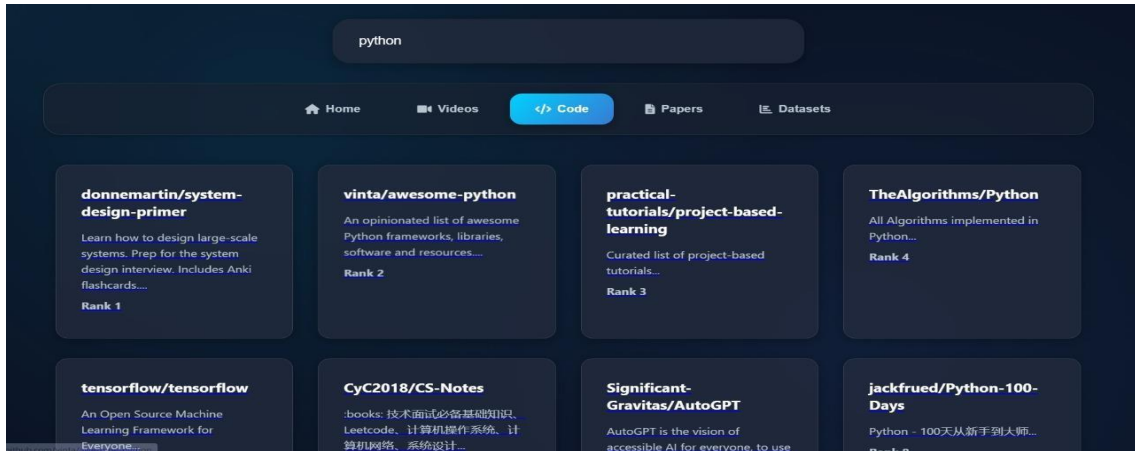 python
Home Videos </> Code Papers Datasets
donnemartin/system-
design-primer
Learn how to design large-scale
systems. Prep for the system
design interview. Includes Anki
flashcards....
Rank 1
vinta/awesome-python
An opinionated list of awesome
Python frameworks, libraries,
software and resources....
Rank 2
practical-
tutorials/project-based-
learning
Curated list of project-based
tutorials...
Rank 3
TheAlgorithms/Python
All Algorithms implemented in
Python...
Rank 4
tensorflow/tensorflow
An Open Source Machine
Learning Framework for
Everyone...
CyC2018/CS-Notes
:books: 技术面试必备基础知识、
Leetcode、计算机操作系统、计
算机网络、系统设计...
Significant-
Gravitas/AutoGPT
AutoGPT is the vision of
accessible AI for everyone, to use
jackfrued/Python-100-
Days
Python - 100天从新手到大师...